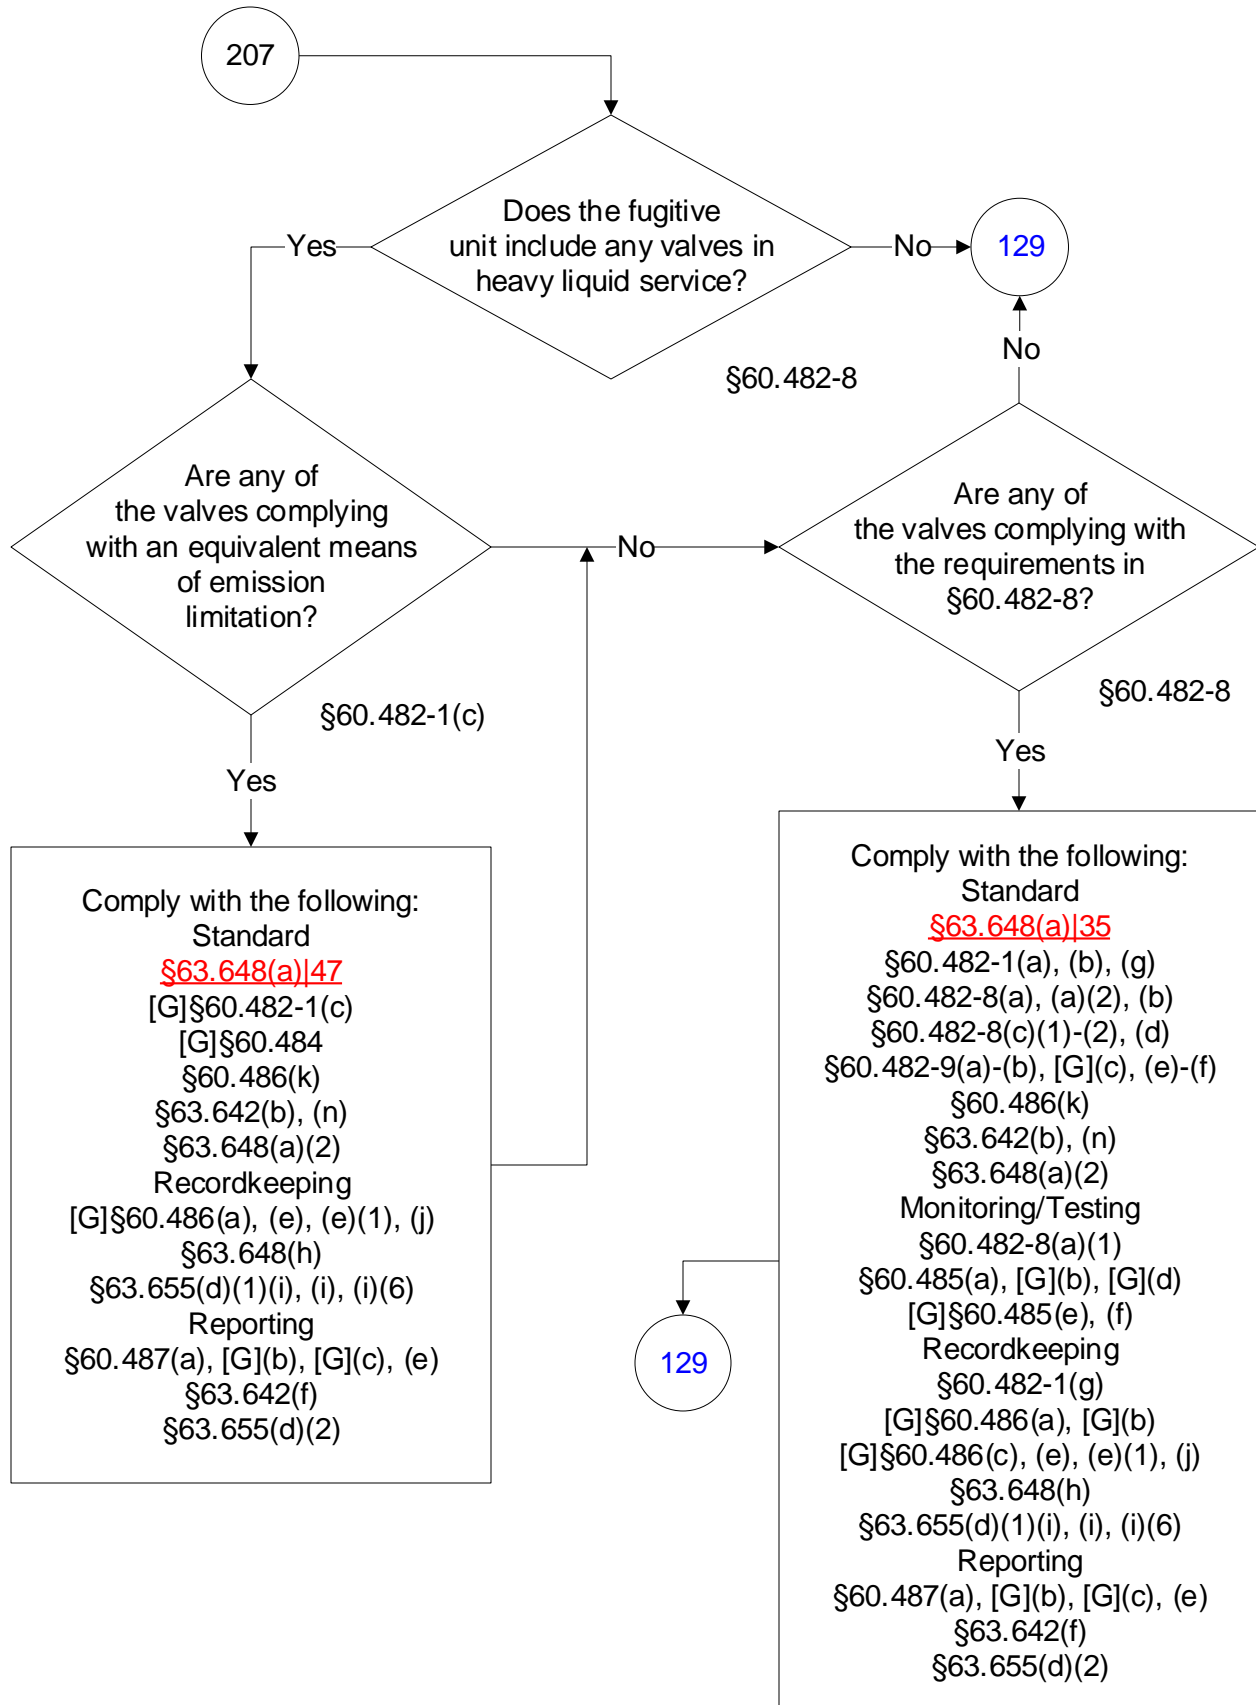 207
Does the fugitive
unit include any valves in
heavy liquid service?
Yes
No
129
§60.482-8
No
Are any of
the valves complying
with an equivalent means
of emission
limitation?
No
Are any of
the valves complying with
the requirements in
§60.482-8?
§60.482-1(c)
§60.482-8
Yes
Yes
Comply with the following:
Standard
§63.648(a)|47
[G]§60.482-1(c)
[G]§60.484
§60.486(k)
§63.642(b), (n)
§63.648(a)(2)
Recordkeeping
[G]§60.486(a), (e), (e)(1), (j)
§63.648(h)
§63.655(d)(1)(i), (i), (i)(6)
Reporting
§60.487(a), [G](b), [G](c), (e)
§63.642(f)
§63.655(d)(2)
Comply with the following:
Standard
§63.648(a)|35
§60.482-1(a), (b), (g)
§60.482-8(a), (a)(2), (b)
§60.482-8(c)(1)-(2), (d)
§60.482-9(a)-(b), [G](c), (e)-(f)
§60.486(k)
§63.642(b), (n)
§63.648(a)(2)
Monitoring/Testing
§60.482-8(a)(1)
§60.485(a), [G](b), [G](d)
[G]§60.485(e), (f)
Recordkeeping
§60.482-1(g)
[G]§60.486(a), [G](b)
[G]§60.486(c), (e), (e)(1), (j)
§63.648(h)
§63.655(d)(1)(i), (i), (i)(6)
Reporting
§60.487(a), [G](b), [G](c), (e)
§63.642(f)
§63.655(d)(2)
129